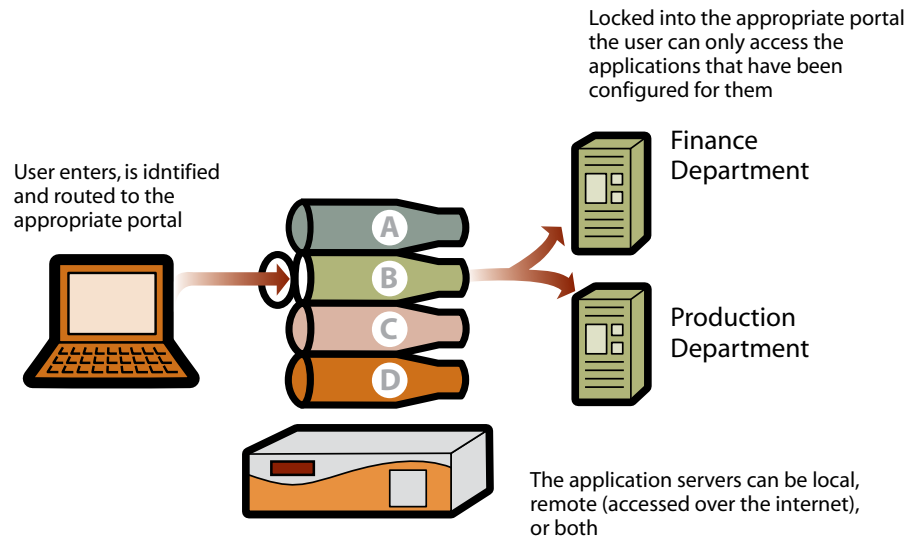 Locked into the appropriate portal
the user can only access the
applications that have been
configured for them
User enters, is idntified
and routed to the
appropriate portal
Finance
Department
A
B
C
D
Production
Department
The application servers can be local,
remote (accessed over the internet),
or both